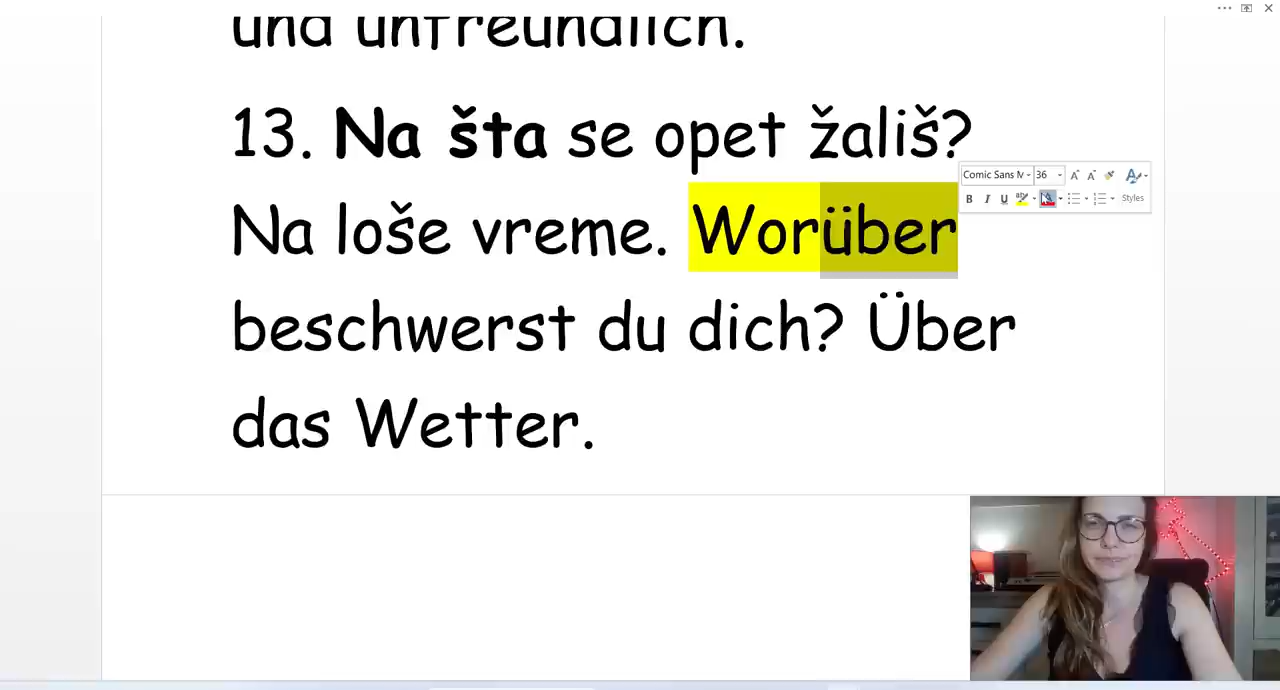 und unfreundlich.
13. Na šta se opet žališ?
Comic Sans M 36
Na loše vreme. Worüber
B I U Styles
beschwerst du dich? Über
das Wetter.